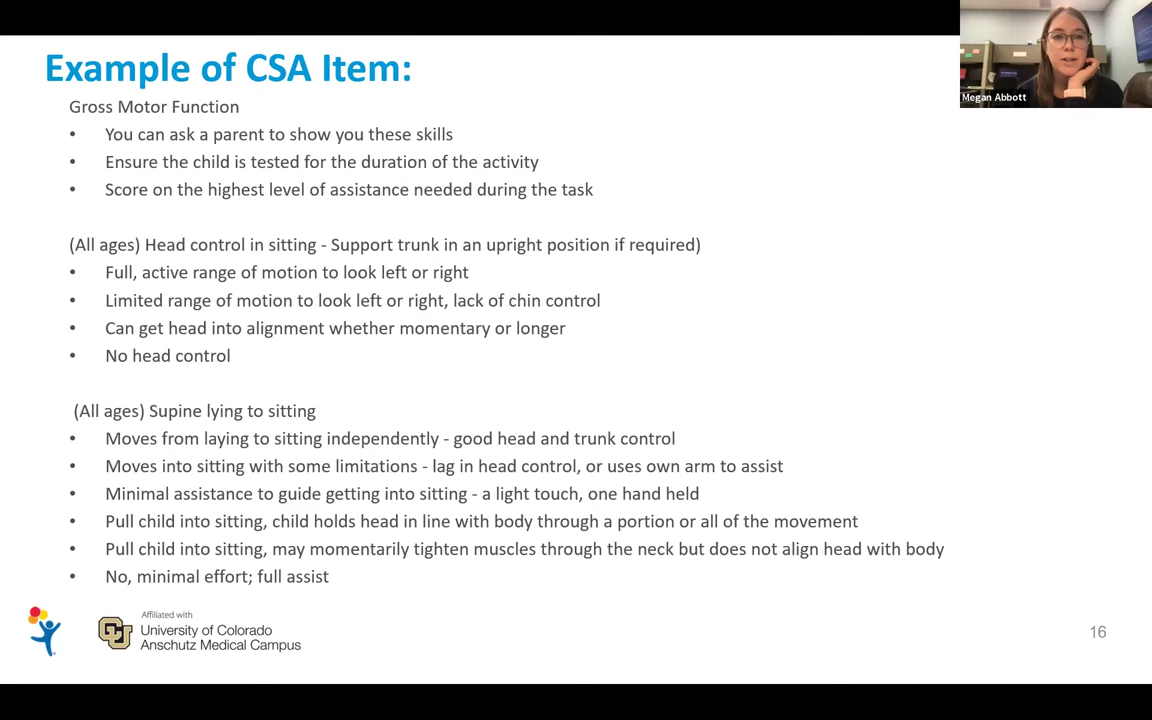 Example of CSA Item:
Megan Abbott
Gross Motor Function
• You can ask a parent to show you these skills
• Ensure the child is tested for the duration of the activity
• Score on the highest level of assistance needed during the task
(All ages) Head control in sitting - Support trunk in an upright position if required)
• Full, active range of motion to look left or right
• Limited range of motion to look left or right, lack of chin control
• Can get head into alignment whether momentary or longer
• No head control
(All ages) Supine lying to sitting
• Moves from laying to sitting independently - good head and trunk control
• Moves into sitting with some limitations - lag in head control, or uses own arm to assist
• Minimal assistance to guide getting into sitting - a light touch, one hand held
• Pull child into sitting, child holds head in line with body through a portion or all of the movement
• Pull child into sitting, may momentarily tighten muscles through the neck but does not align head with body
• No, minimal effort; full assist
Affiliated with
CU
University of Colorado
Anschutz Medical Campus
16